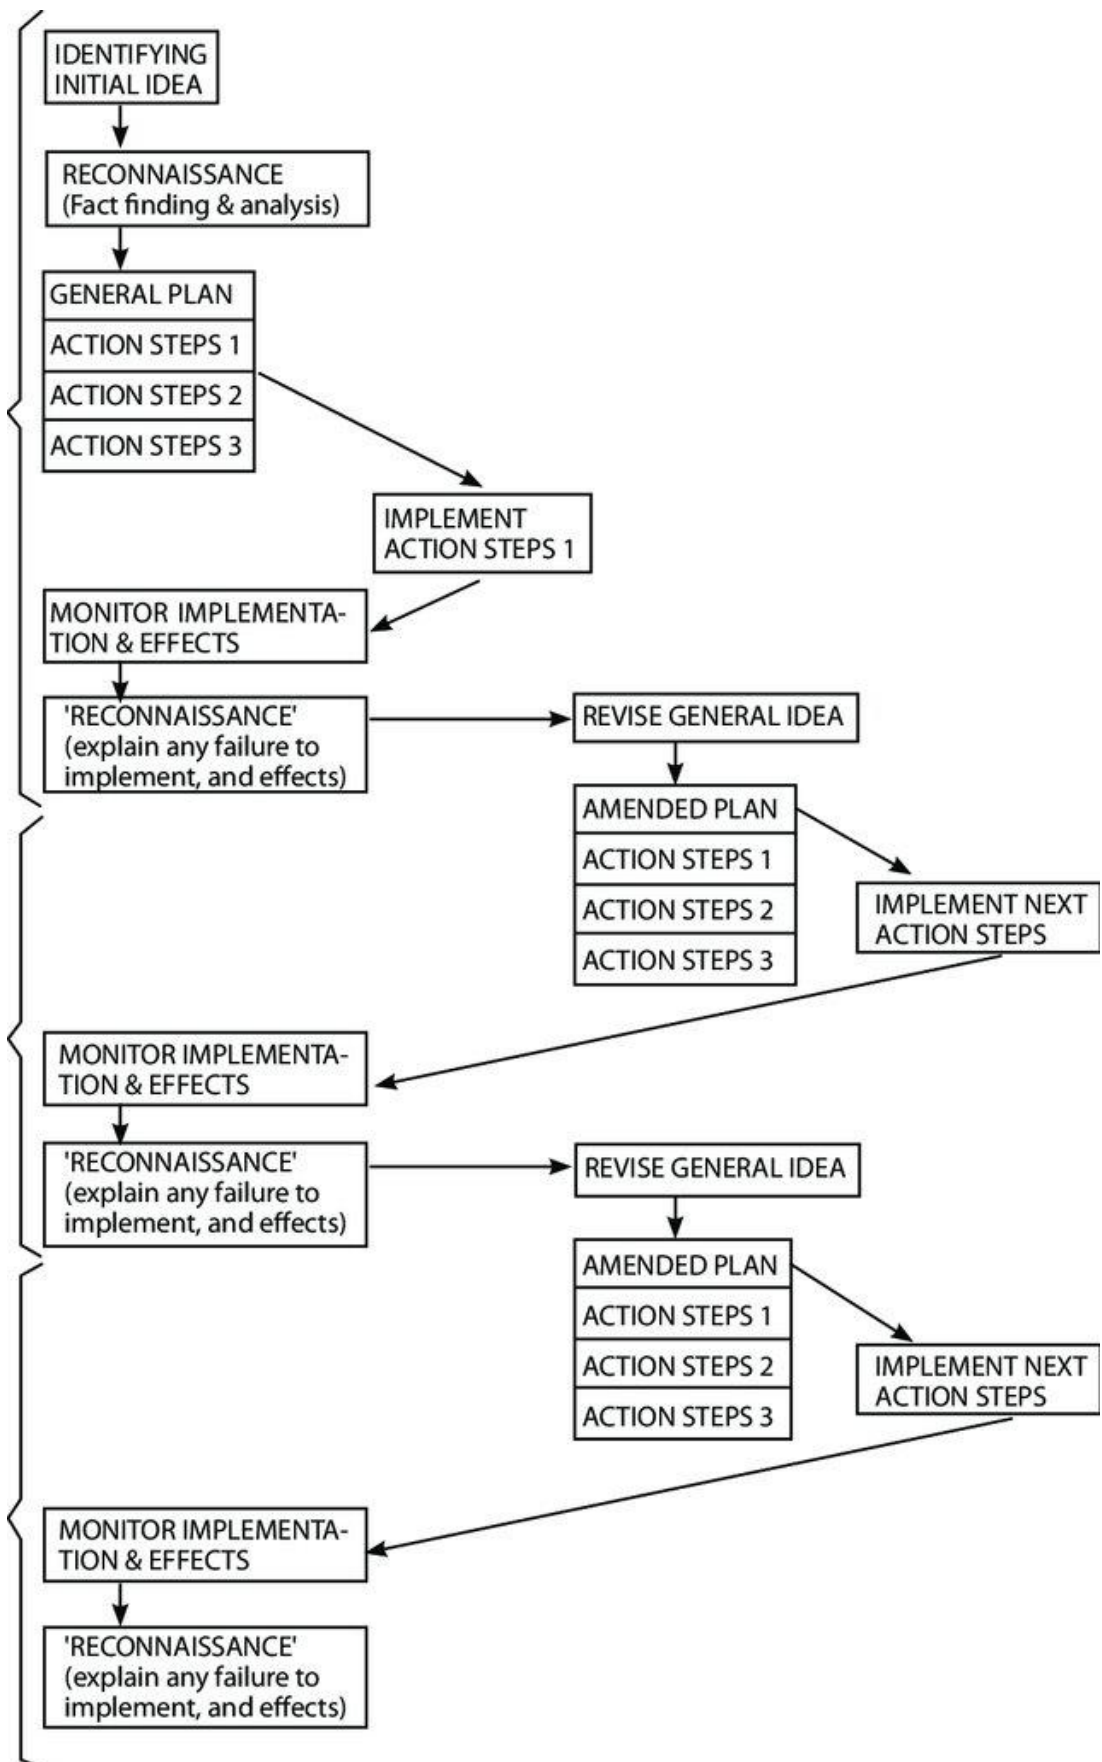 IDENTIFYING
INITIAL IDEA
RECONNAISSANCE
(Fact finding & analysis)
GENERAL PLAN
ACTION STEPS 1
ACTION STEPS 2
ACTION STEPS 3
IMPLEMENT
ACTION STEPS 1
MONITOR IMPLEMENTA-
TION & EFFECTS
'RECONNAISSANCE'
(explain any failure to
implement, and effects)
REVISE GENERAL IDEA
AMENDED PLAN
ACTION STEPS 1
ACTION STEPS 2
ACTION STEPS 3
IMPLEMENT NEXT
ACTION STEPS
MONITOR IMPLEMENTA-
TION & EFFECTS
'RECONNAISSANCE'
(explain any failure to
implement, and effects)
REVISE GENERAL IDEA
AMENDED PLAN
ACTION STEPS 1
ACTION STEPS 2
ACTION STEPS 3
IMPLEMENT NEXT
ACTION STEPS
MONITOR IMPLEMENTA-
TION & EFFECTS
'RECONNAISSANCE'
(explain any failure to
implement, and effects)